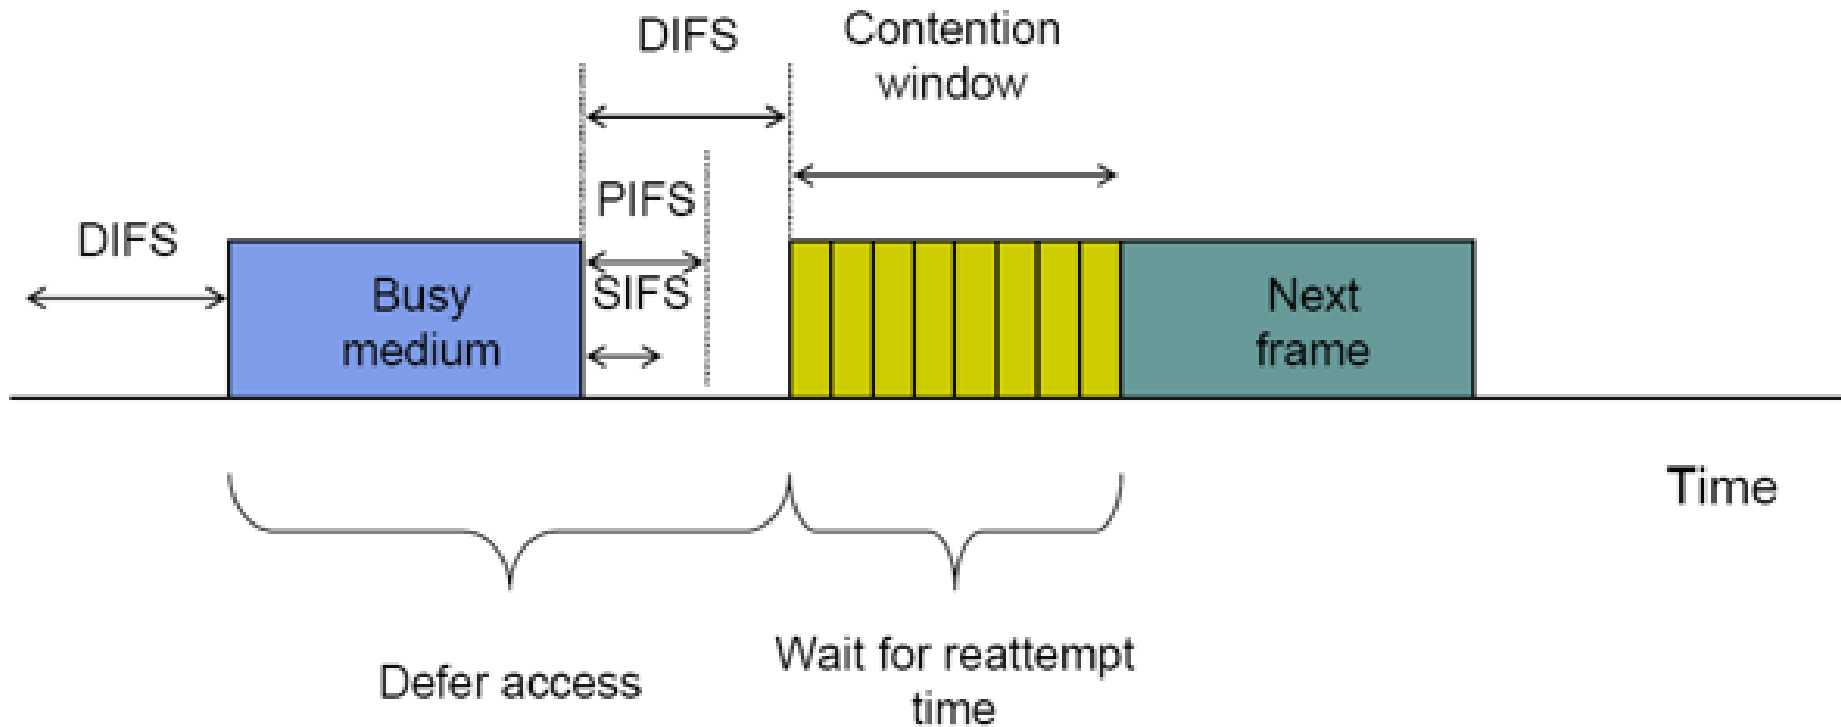 DIFS
Contention
window
PIFS
DIFS
SIFS
Busy
medium
Next
frame
Time
Defer access
Wait for reattempt
time